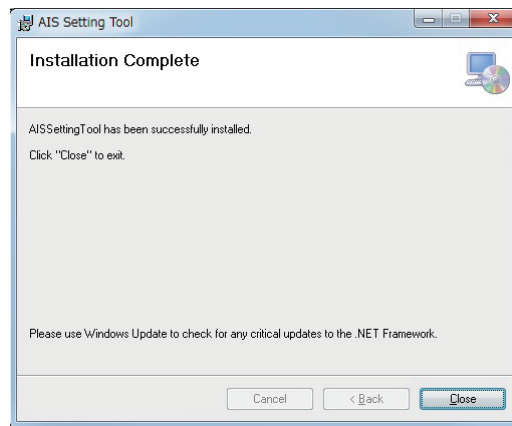 AIS Setting Tool
Installation Complete
AISSettingTool has been successfully installed.
Click "Close" to exit.
Please use Windows Update to check for any critical updates to the .NET Framework.
Cancel
< Back
Close